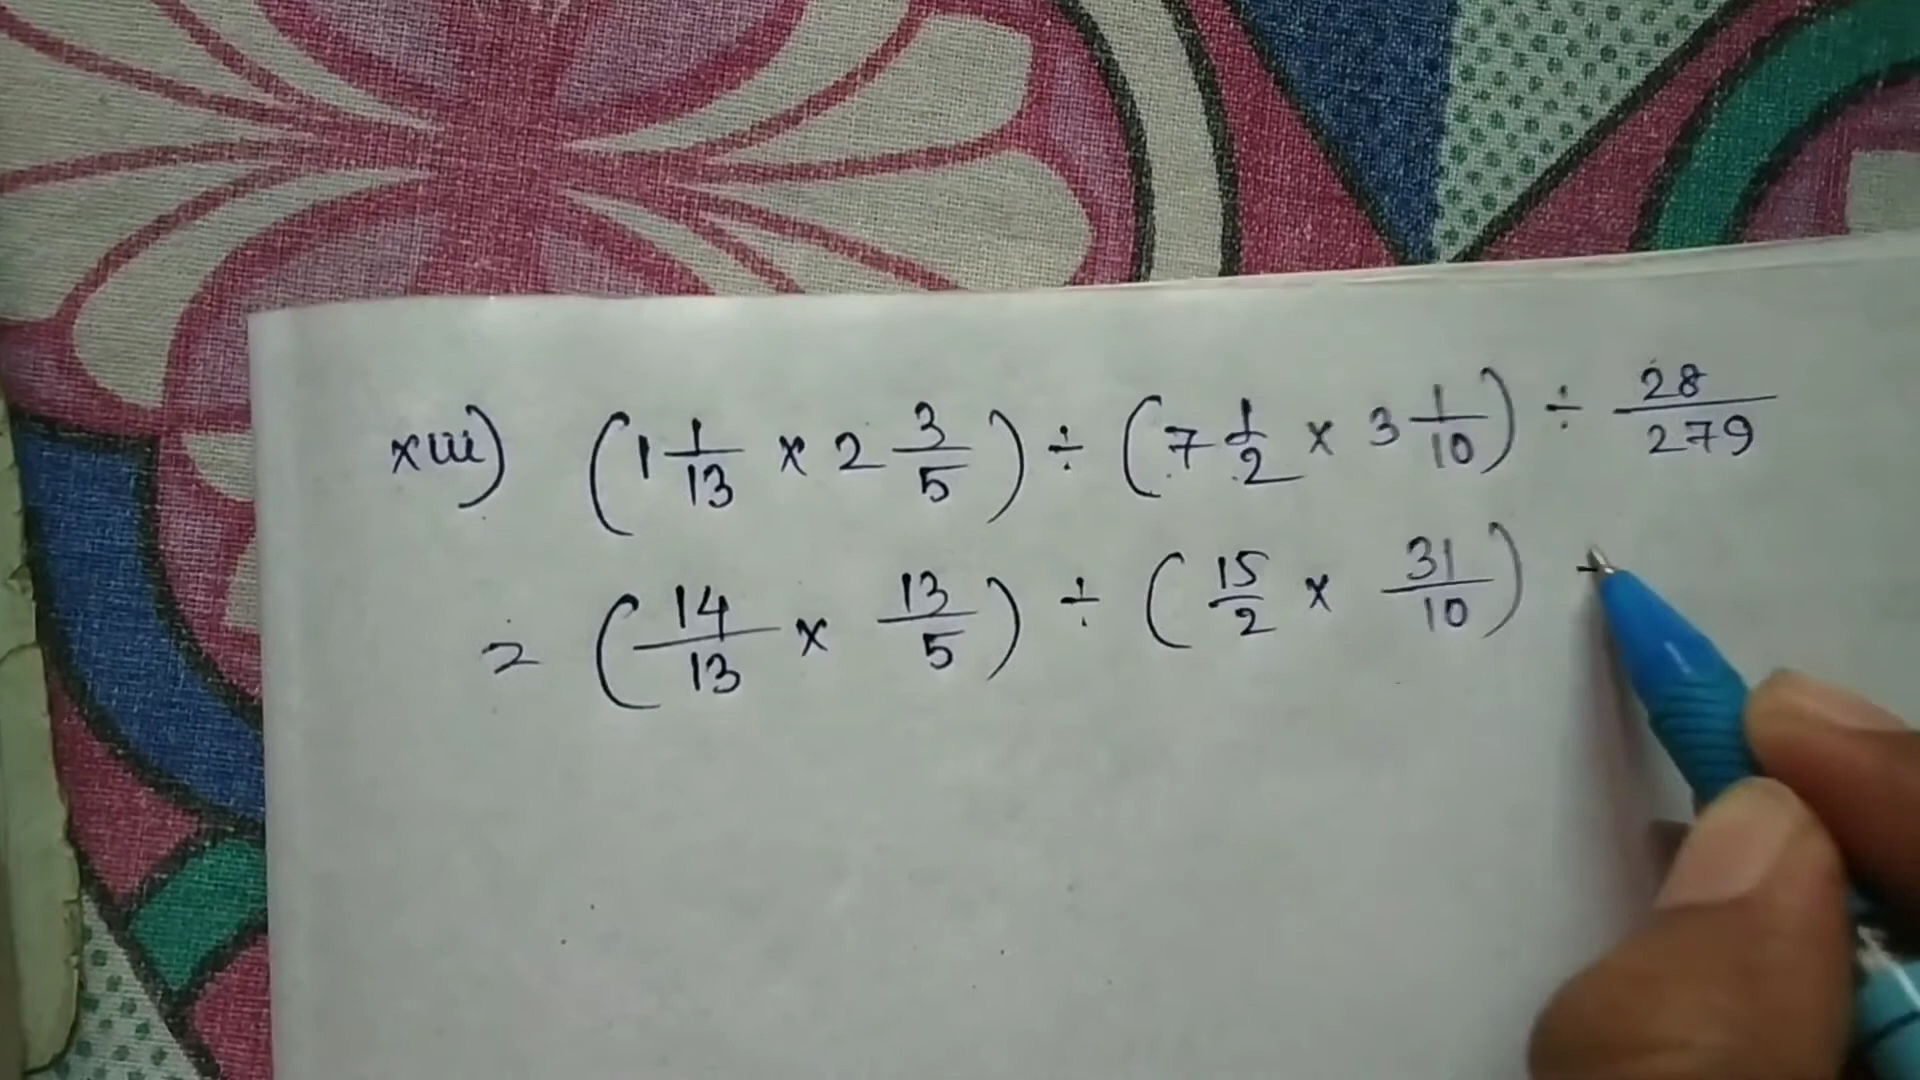 xiii) (1 1/13 × 2 3/5) ÷ (7 1/2 × 3 1/10) ÷ 28/279
= (14/13 × 13/5) ÷ (15/2 × 31/10) -